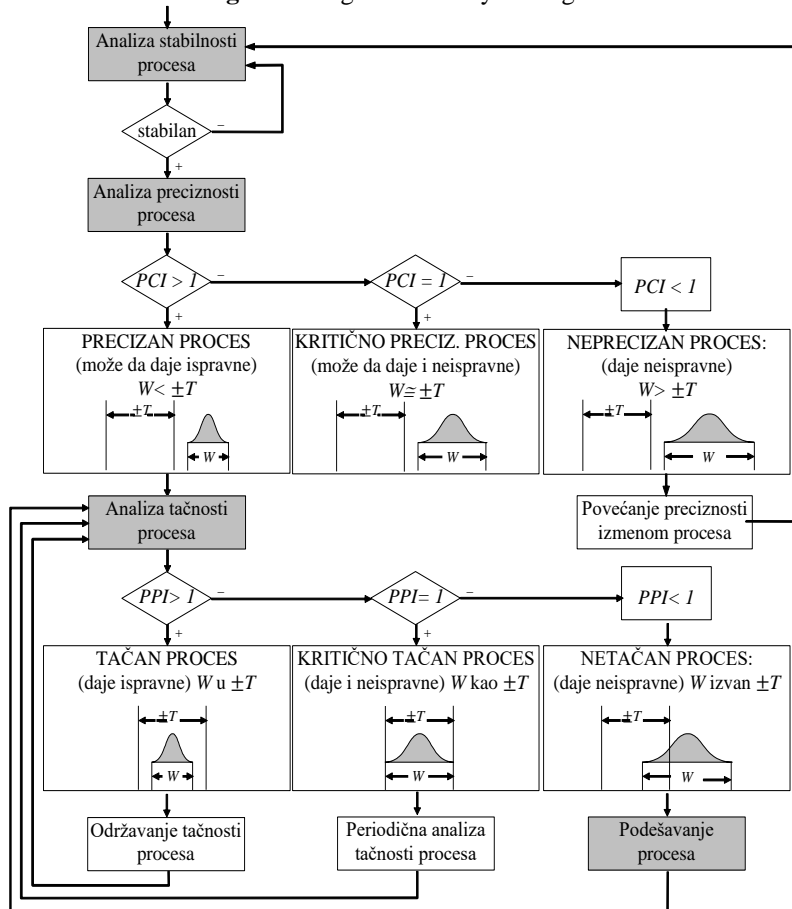 Analiza stabilnosti
procesa
stabilan
–
+
Analiza preciznosti
procesa
PCI > 1
–
PCI = 1
–
PCI < 1
+
+
PRECIZAN PROCES
(može da daje ispravne)
W< ±T
±T
W
KRITIČNO PRECIZ. PROCES
(može da daje i neispravne)
W≅ ±T
±T
W
NEPRECIZAN PROCES:
(daje neispravne)
W> ±T
±T
W
Analiza tačnosti
procesa
Povećanje preciznosti
izmenom procesa
PPI> 1
–
PPI= 1
–
PPI< 1
+
+
TAČAN PROCES
(daje ispravne) W u ±T
±T
W
KRITIČNO TAČAN PROCES
(daje i neispravne) W kao ±T
±T
W
NETAČAN PROCES:
(daje neispravne) W izvan ±T
±T
W
Održavanje tačnosti
procesa
Periodična analiza
tačnosti procesa
Podešavanje
procesa